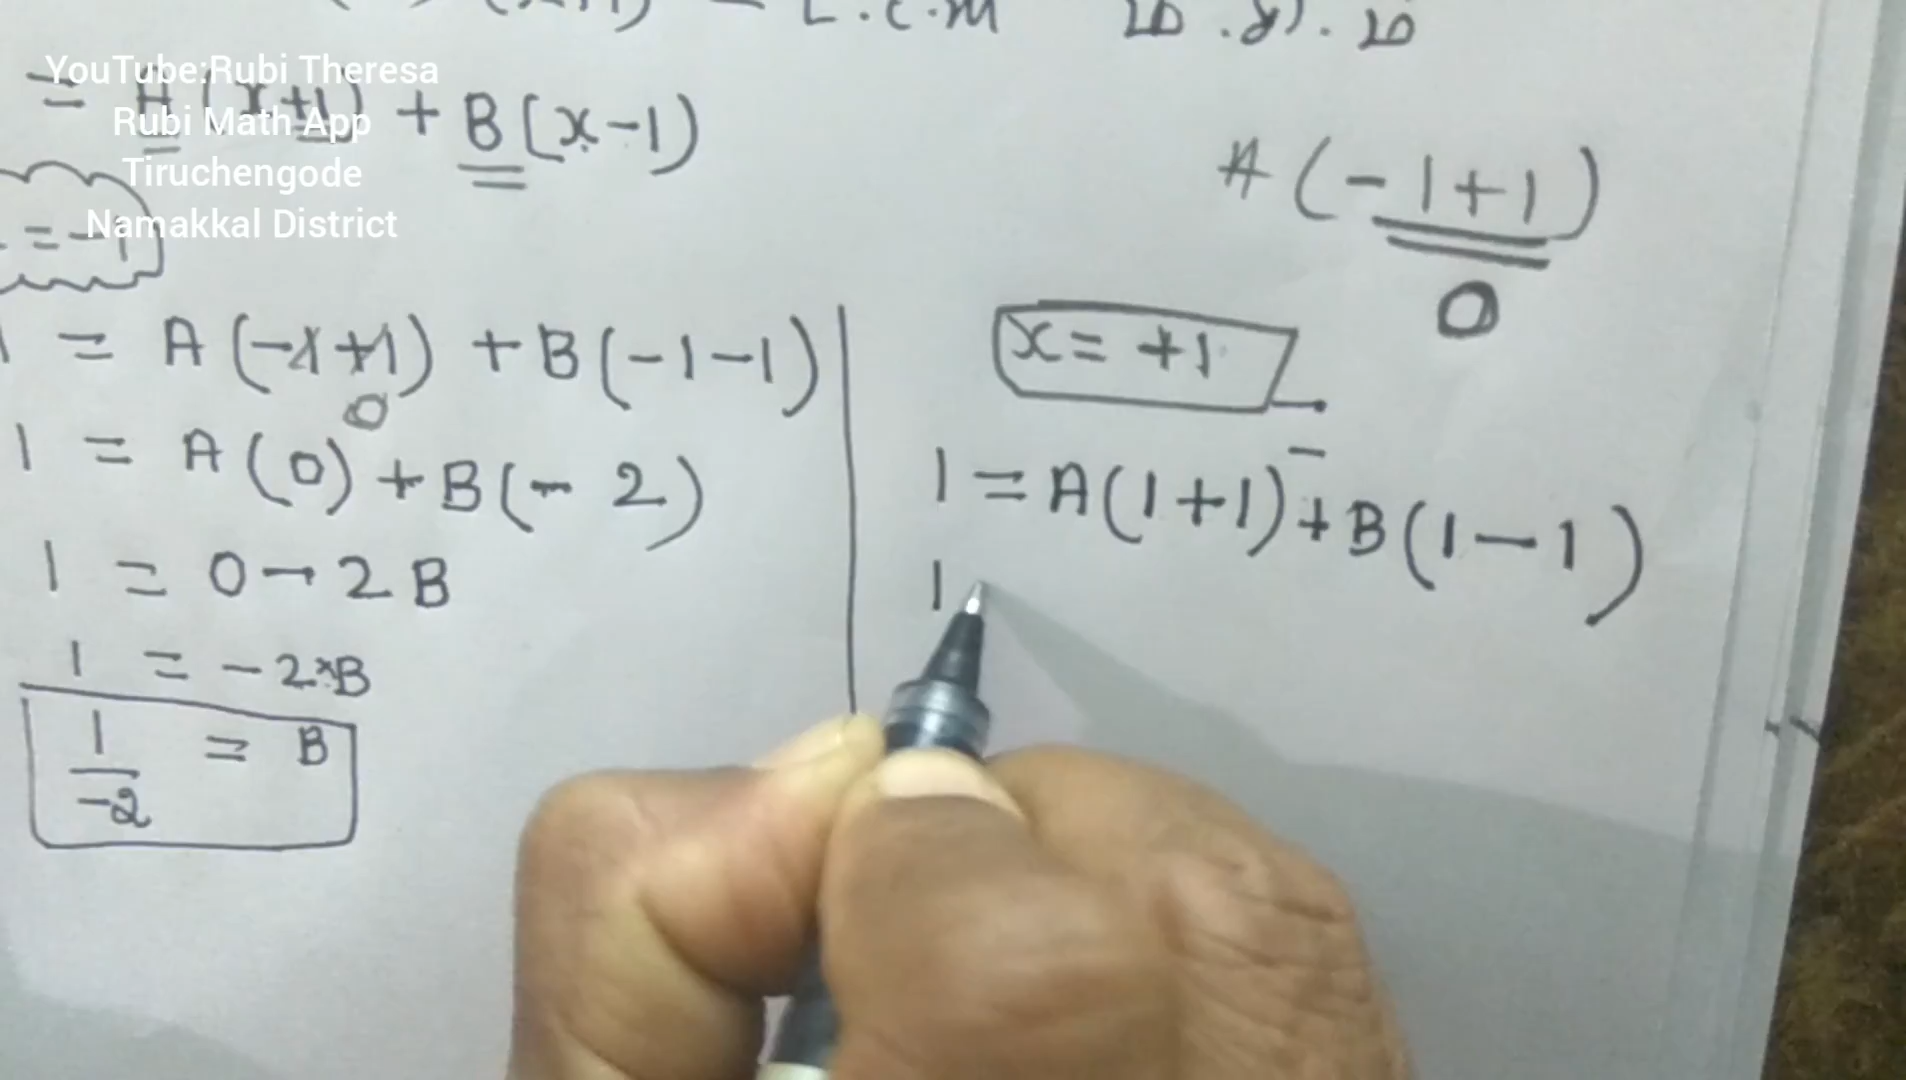 L.C.M
YouTube:Rubi Theresa
Rubi Math App
Tiruchengode
Namakkal District
= A(x+1) + B(x-1)
= -1
A(-1+1)
0
1 = A(-1+1) + B(-1-1)
0
1 = A(0) + B(- 2)
1 = 0 - 2B
1 = -2×B
1/-2 = B
x = +1
1 = A(1+1) + B(1-1)
1